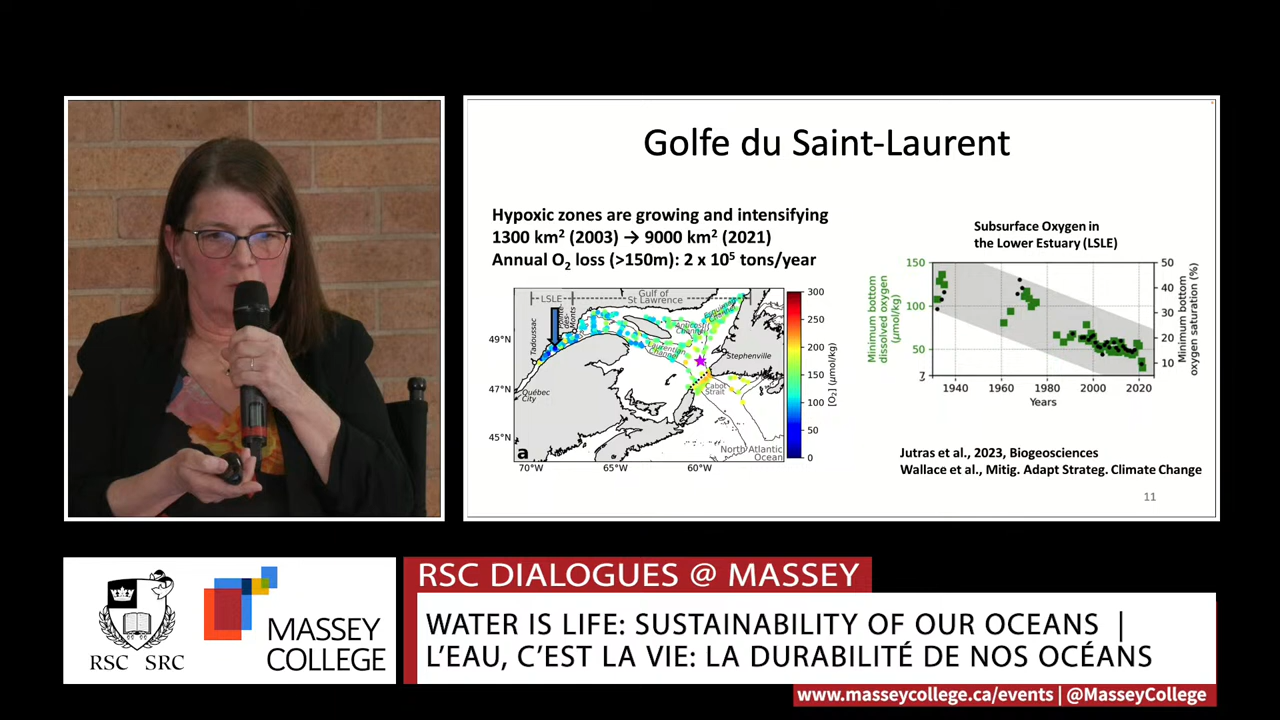 Golfe du Saint-Laurent
Hypoxic zones are growing and intensifying
1300 km² (2003) → 9000 km² (2021)
Annual O₂ loss (>150m): 2 x 10⁵ tons/year
LSLE
Gulf of
St Lawrence
Tadoussac
Anticosti
Channel
Laurentian
Channel
Stephenville
Cabot
Strait
Québec
City
North Atlantic
Ocean
a
49°N
47°N
45°N
70°W 65°W 60°W
300
250
200
150
100
50
0
[O₂] (µmol/kg)
Subsurface Oxygen in
the Lower Estuary (LSLE)
Minimum bottom
dissolved oxygen
(µmol/kg)
150
100
50
50
40
30
20
10
Minimum bottom
oxygen saturation (%)
1940 1960 1980 2000 2020
Years
Jutras et al., 2023, Biogeosciences
Wallace et al., Mitig. Adapt Strateg. Climate Change
11
RSC SRC
MASSEY
COLLEGE
RSC DIALOGUES @ MASSEY
WATER IS LIFE: SUSTAINABILITY OF OUR OCEANS |
L'EAU, C'EST LA VIE: LA DURABILITÉ DE NOS OCÉANS
www.masseycollege.ca/events | @MasseyCollege